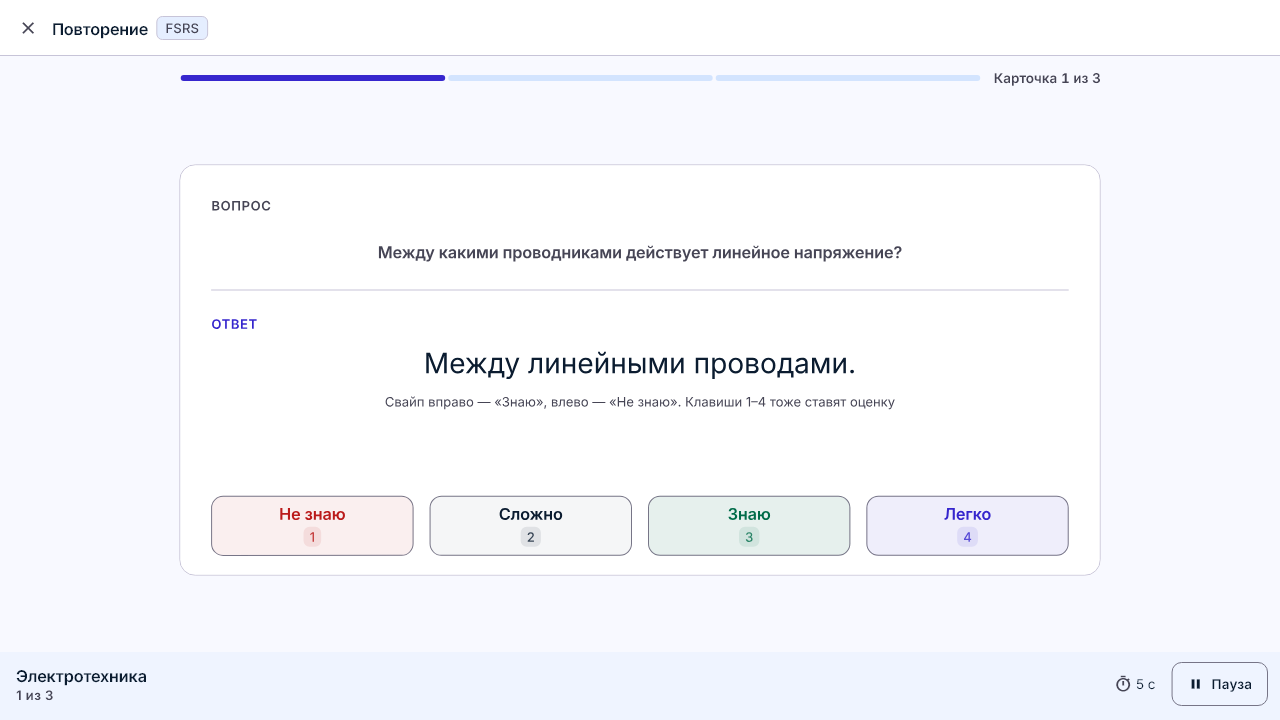 Повторение FSRS
Карточка 1 из 3
ВОПРОС
Между какими проводниками действует линейное напряжение?
ОТВЕТ
Между линейными проводами.
Свайп вправо — «Знаю», влево — «Не знаю». Клавиши 1–4 тоже ставят оценку
Не знаю
1
Сложно
2
Знаю
3
Легко
4
Электротехника
1 из 3
5 с
Пауза